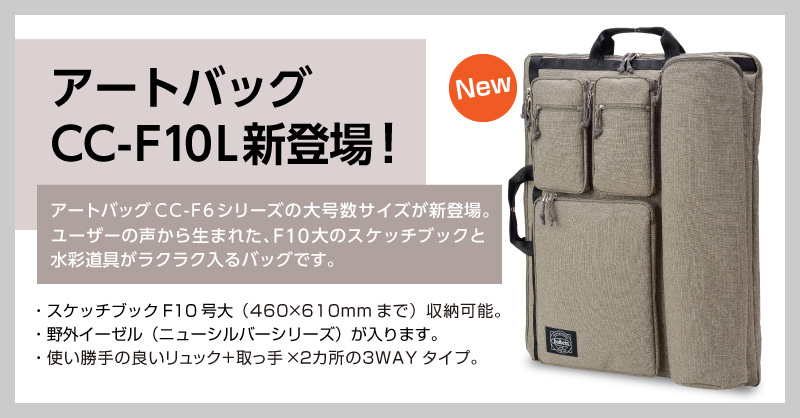 アートバッグ
CC-F10L新登場！
New
アートバッグCC-F6シリーズの大号数サイズが新登場。
ユーザーの声から生まれた、F10大のスケッチブックと
水彩道具がラクラク入るバッグです。
・スケッチブックF10号大（460×610mmまで）収納可能。
・野外イーゼル（ニューシルバーシリーズ）が入ります。
・使い勝手の良いリュック＋取っ手×2カ所の3WAYタイプ。